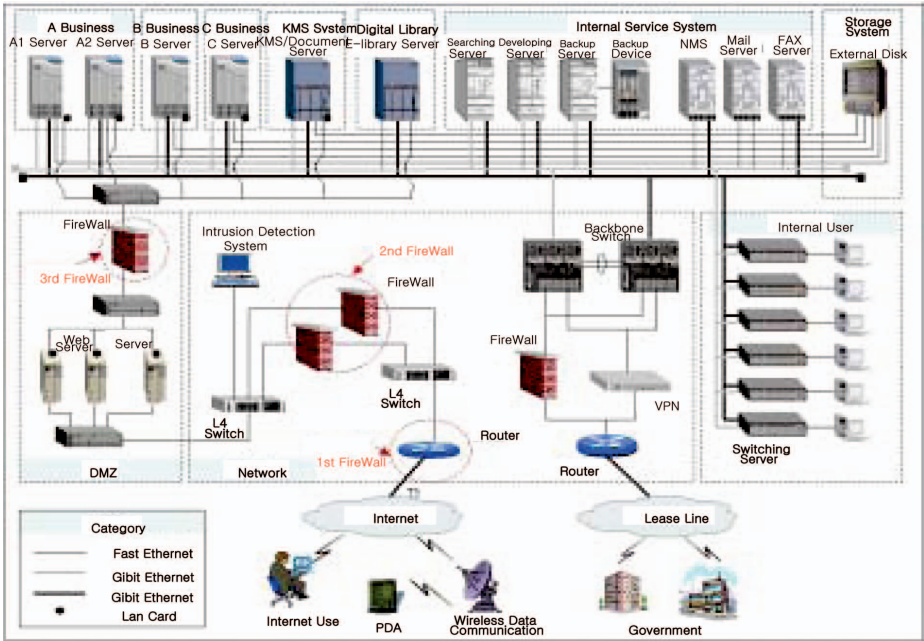 A Business
B Business
C Business
KMS System
Digital Library
Internal Service System
Storage System
A1 Server
A2 Server
B Server
C Server
KMS/Document Server
E-library Server
Searching Server
Developing Server
Backup Server
Backup Device
NMS
Mail Server
FAX Server
External Disk
FireWall
3rd FireWall
Web Server
Server
DMZ
Intrusion Detection System
2nd FireWall
FireWall
L4 Switch
L4 Switch
1st FireWall
Router
Network
Backbone Switch
FireWall
VPN
Router
Internal User
Switching Server
Category
Fast Ethernet
Gibit Ethernet
Gibit Ethernet
Lan Card
Internet
Lease Line
Internet Use
PDA
Wireless Data Communication
Government